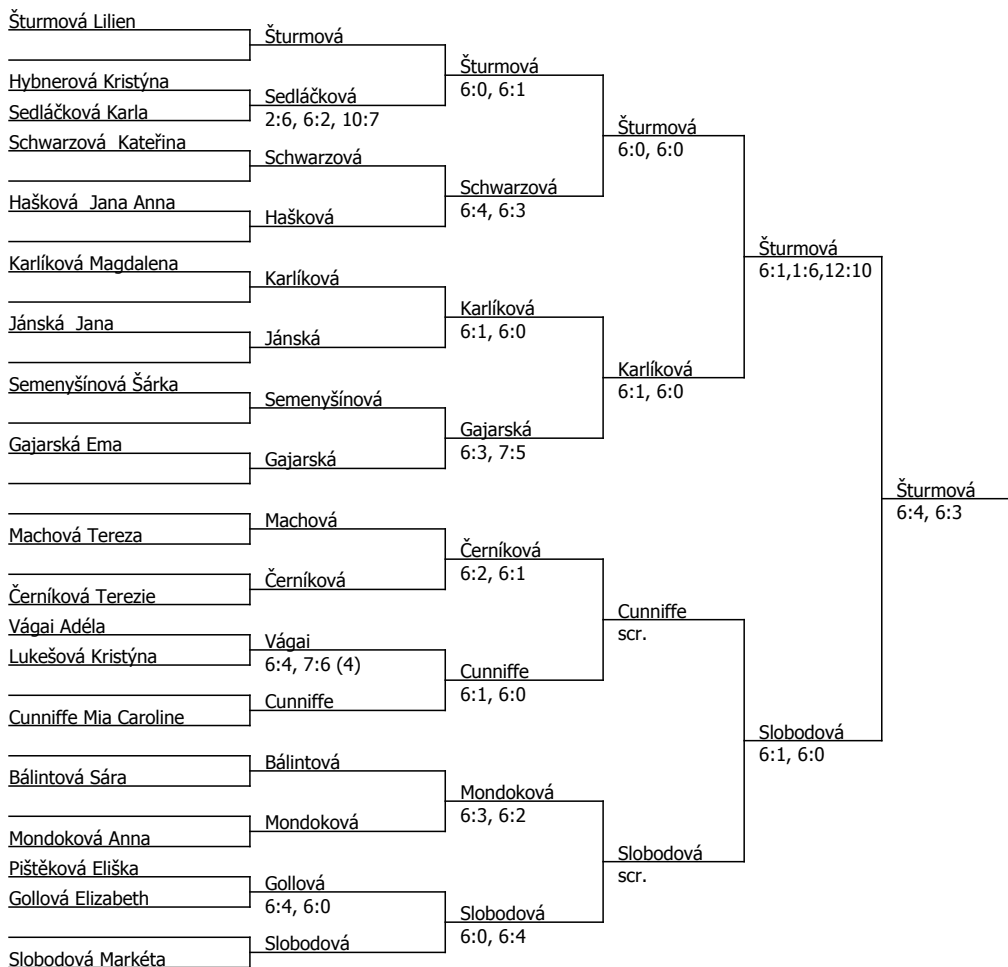 Šturmová Lilien
Hybnerová Kristýna
Sedláčková Karla
Schwarzová  Kateřina
Hašková  Jana Anna
Karlíková Magdalena
Jánská  Jana
Semenyšínová Šárka
Gajarská Ema
Machová Tereza
Černíková Terezie
Vágai Adéla
Lukešová Kristýna
Cunniffe Mia Caroline
Bálintová Sára
Mondoková Anna
Pištěková Eliška
Gollová Elizabeth
Slobodová Markéta
Šturmová
Sedláčková
2:6, 6:2, 10:7
Schwarzová
Hašková
Karlíková
Jánská
Semenyšínová
Gajarská
Machová
Černíková
Vágai
6:4, 7:6 (4)
Cunniffe
Bálintová
Mondoková
Gollová
6:4, 6:0
Slobodová
Šturmová
6:0, 6:1
Schwarzová
6:4, 6:3
Karlíková
6:1, 6:0
Gajarská
6:3, 7:5
Černíková
6:2, 6:1
Cunniffe
6:1, 6:0
Mondoková
6:3, 6:2
Slobodová
6:0, 6:4
Šturmová
6:0, 6:0
Karlíková
6:1, 6:0
Cunniffe
scr.
Slobodová
scr.
Šturmová
6:1,1:6,12:10
Slobodová
6:1, 6:0
Šturmová
6:4, 6:3